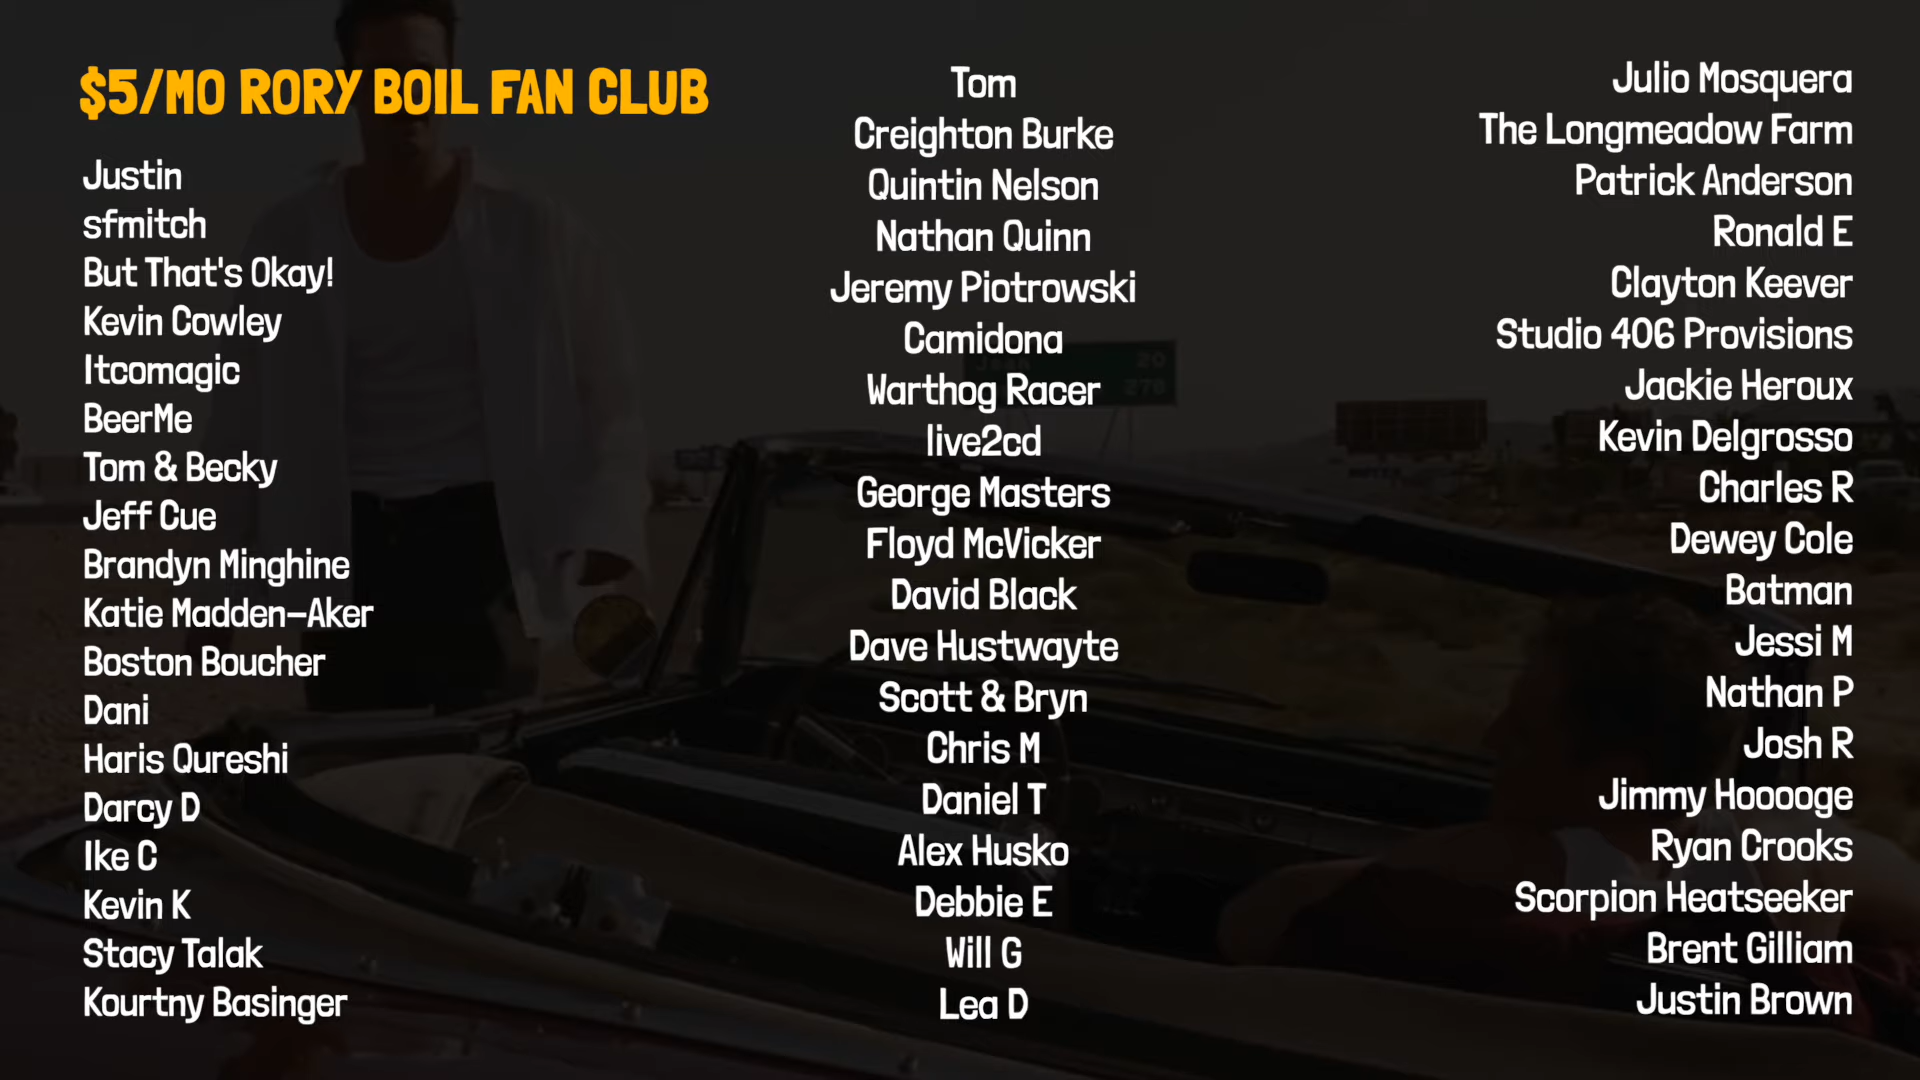 $5/MO RORY BOIL FAN CLUB
Justin
sfmitch
But That's Okay!
Kevin Cowley
Itcomagic
BeerMe
Tom & Becky
Jeff Cue
Brandyn Minghine
Katie Madden-Aker
Boston Boucher
Dani
Haris Qureshi
Darcy D
Ike C
Kevin K
Stacy Talak
Kourtny Basinger
Tom
Creighton Burke
Quintin Nelson
Nathan Quinn
Jeremy Piotrowski
Camidona
Warthog Racer
live2cd
George Masters
Floyd McVicker
David Black
Dave Hustwayte
Scott & Bryn
Chris M
Daniel T
Alex Husko
Debbie E
Will G
Lea D
Julio Mosquera
The Longmeadow Farm
Patrick Anderson
Ronald E
Clayton Keever
Studio 406 Provisions
Jackie Heroux
Kevin Delgrosso
Charles R
Dewey Cole
Batman
Jessi M
Nathan P
Josh R
Jimmy Hooooge
Ryan Crooks
Scorpion Heatseeker
Brent Gilliam
Justin Brown